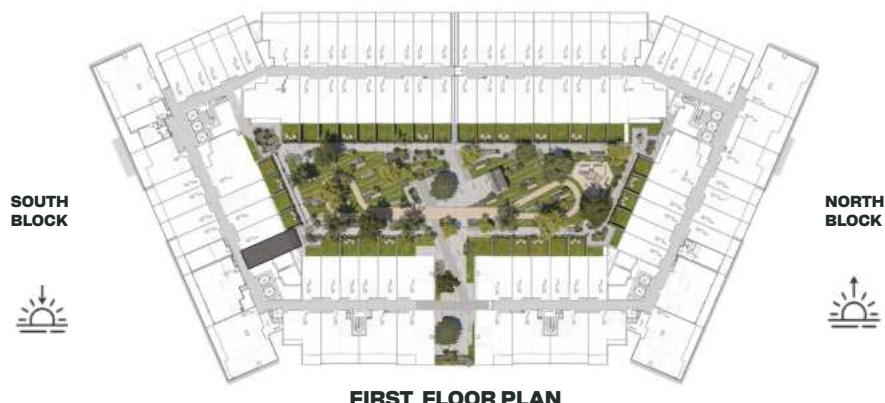 SOUTH
BLOCK
NORTH
BLOCK
FIRST FLOOR PLAN